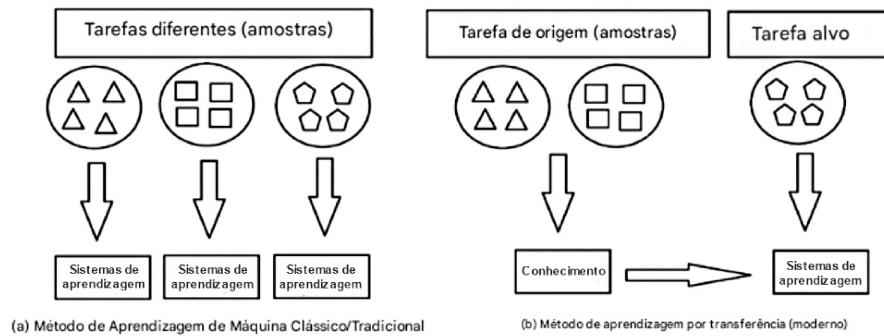 Tarefas diferentes (amostras)
Sistemas de
aprendizagem
Sistemas de
aprendizagem
Sistemas de
aprendizagem
(a) Método de Aprendizagem de Máquina Clássico/Tradicional
Tarefa de origem (amostras)
Tarefa alvo
Conhecimento
Sistemas de
aprendizagem
(b) Método de aprendizagem por transferência (moderno)